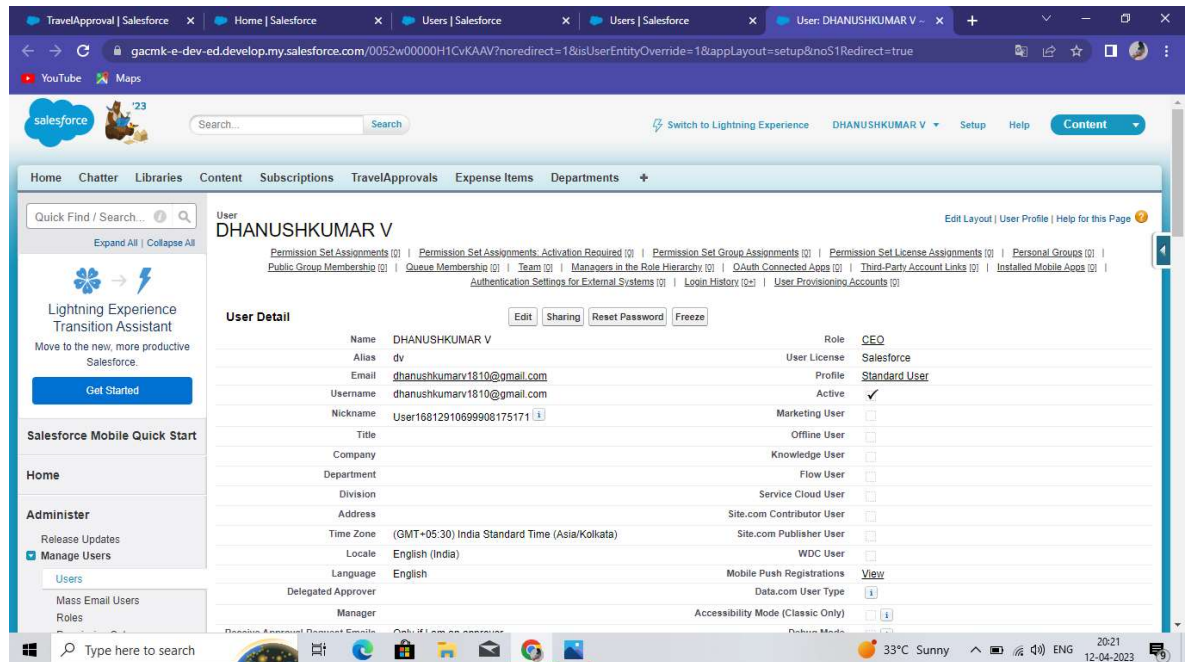 TravelApproval | Salesforce
Home | Salesforce
Users | Salesforce
Users | Salesforce
User: DHANUSHKUMAR V ~
gacmk-e-dev-ed.develop.my.salesforce.com/0052w00000H1CvKAAV?noredirect=1&isUserEntityOverride=1&appLayout=setup&noS1Redirect=true
YouTube Maps
salesforce '23
Search... Search
Switch to Lightning Experience DHANUSHKUMAR V Setup Help Content
Home Chatter Libraries Content Subscriptions TravelApprovals Expense Items Departments +
Quick Find / Search...
Expand All | Collapse All
Lightning Experience
Transition Assistant
Move to the new, more productive
Salesforce.
Get Started
Salesforce Mobile Quick Start
Home
Administer
Release Updates
Manage Users
Users
Mass Email Users
Roles
User
DHANUSHKUMAR V
Edit Layout | User Profile | Help for this Page
Permission Set Assignments [0] | Permission Set Assignments: Activation Required [0] | Permission Set Group Assignments [0] | Permission Set License Assignments [0] | Personal Groups [0] |
Public Group Membership [0] | Queue Membership [0] | Team [0] | Managers in the Role Hierarchy [0] | OAuth Connected Apps [0] | Third-Party Account Links [0] | Installed Mobile Apps [0] |
Authentication Settings for External Systems [0] | Login History [0+] | User Provisioning Accounts [0]
User Detail Edit Sharing Reset Password Freeze
Name DHANUSHKUMAR V Role CEO
Alias dv User License Salesforce
Email dhanushkumarv1810@gmail.com Profile Standard User
Username dhanushkumarv1810@gmail.com Active ✓
Nickname User16812910699908175171 i Marketing User
Title Offline User
Company Knowledge User
Department Flow User
Division Service Cloud User
Address Site.com Contributor User
Time Zone (GMT+05:30) India Standard Time (Asia/Kolkata) Site.com Publisher User
Locale English (India) WDC User
Language English Mobile Push Registrations View
Delegated Approver Data.com User Type i
Manager Accessibility Mode (Classic Only) i
Receive Approval Request Emails Only if I am an approver Debug Mode
Type here to search
33°C Sunny ENG 20:21
12-04-2023